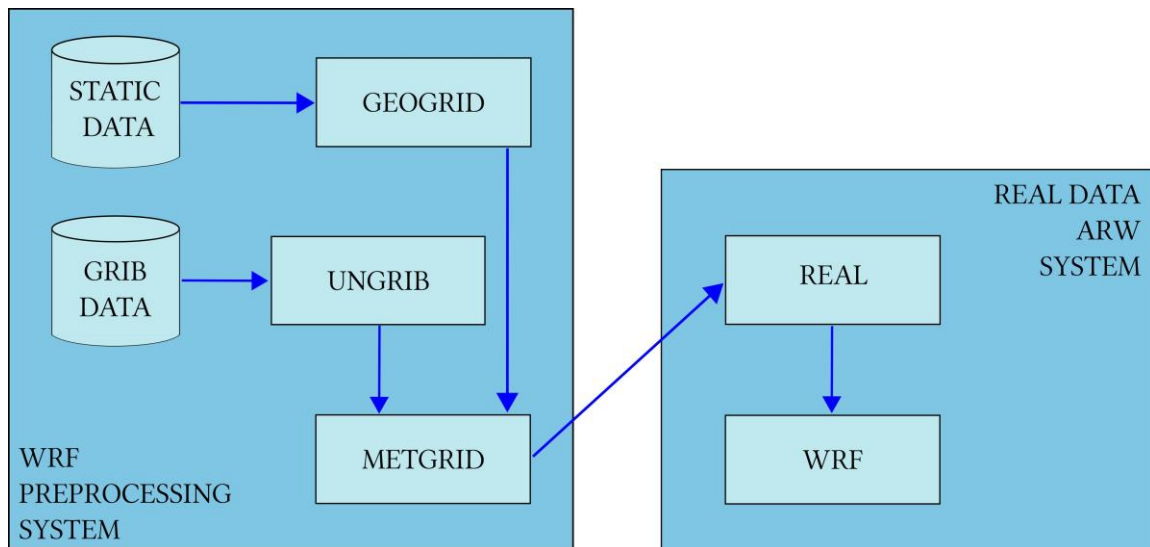 STATIC
DATA
GEOGRID
GRIB
DATA
UNGRIB
METGRID
WRF
PREPROCESSING
SYSTEM
REAL DATA
ARW
SYSTEM
REAL
WRF